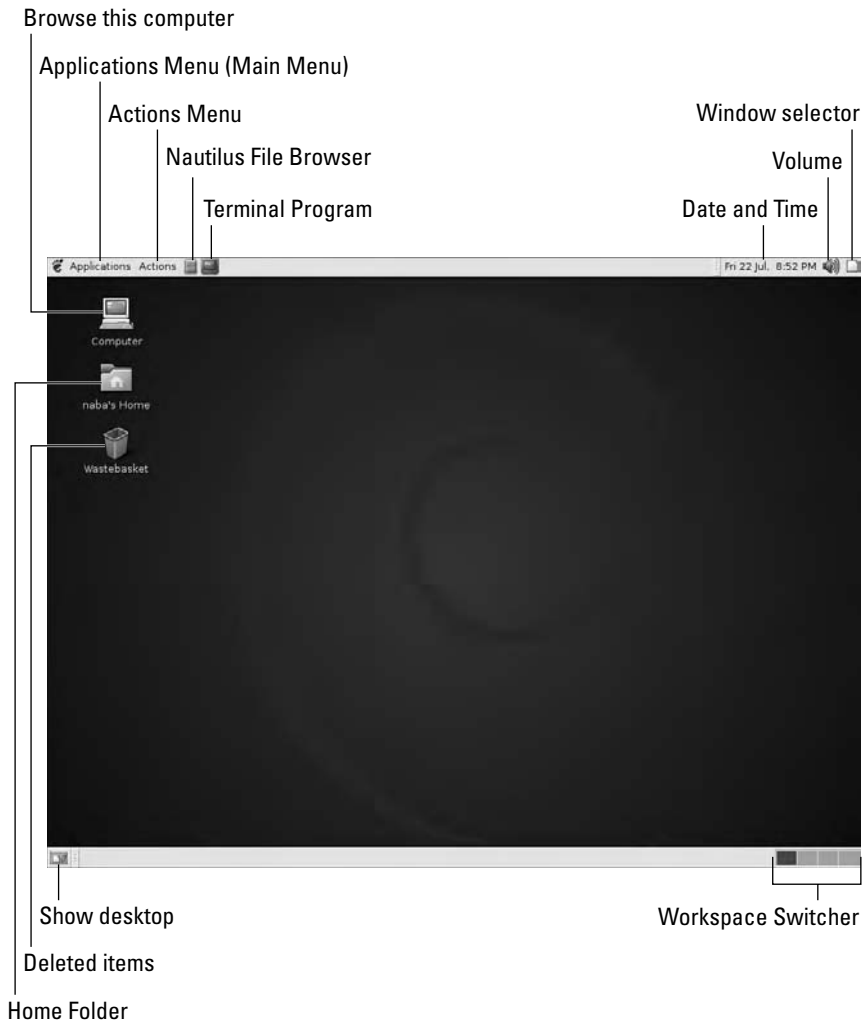 Browse this computer
Applications Menu (Main Menu)
Actions Menu
Window selector
Nautilus File Browser
Volume
Terminal Program
Date and Time
Applications Actions
Fri 22 Jul, 8:52 PM
Computer
naba's Home
Wastebasket
Show desktop
Workspace Switcher
Deleted items
Home Folder